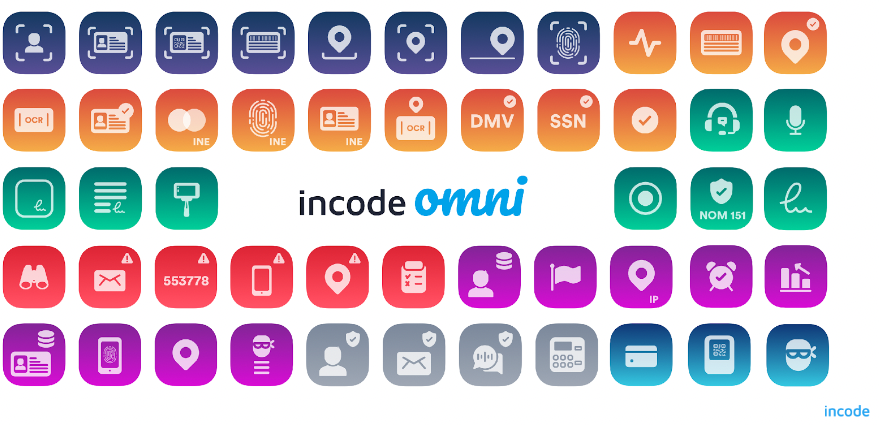 OCR
INE
INE
INE
OCR
DMV
SSN
incode omni
NOM 151
553778
IP
incode